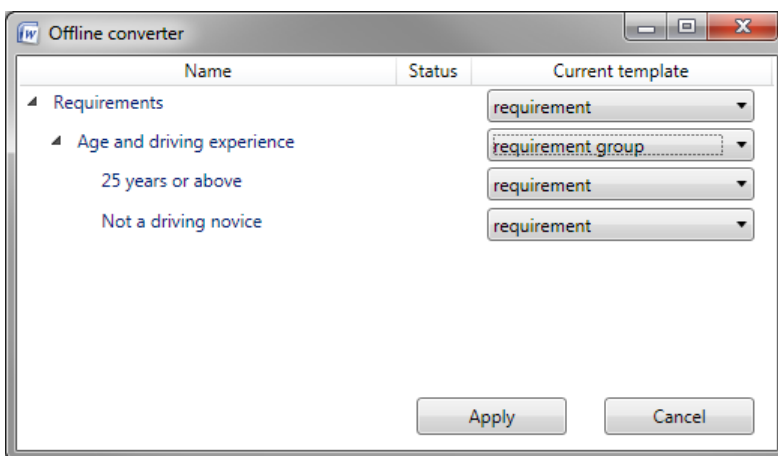 Offline converter
Name Status Current template
Requirements requirement
Age and driving experience requirement group
25 years or above requirement
Not a driving novice requirement
Apply Cancel